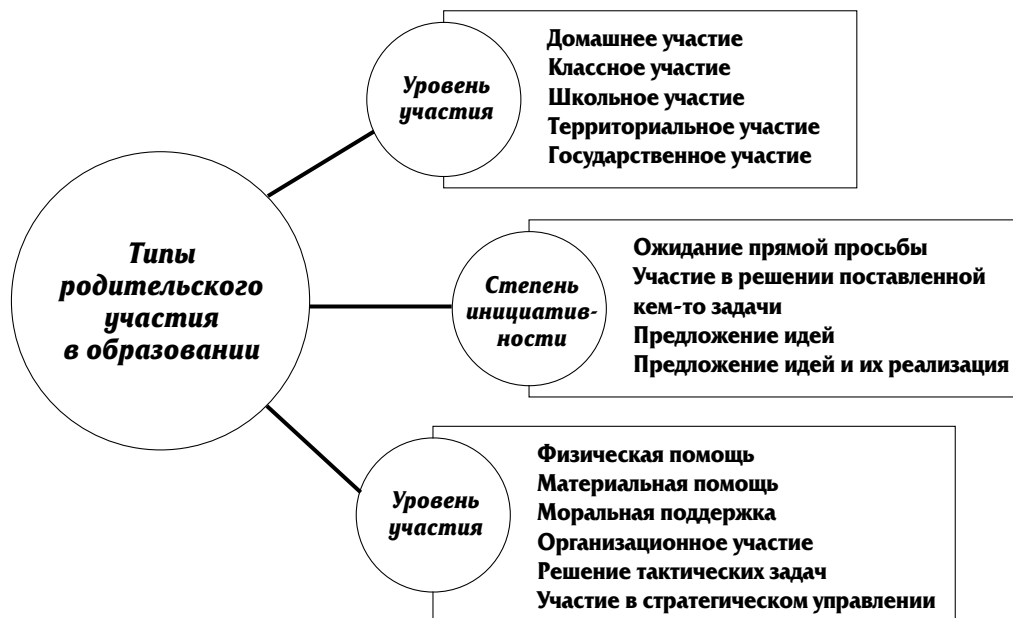 Типы
родительского
участия
в образовании
Уровень
участия
Домашнее участие
Классное участие
Школьное участие
Территориальное участие
Государственное участие
Степень
инициатив-
ности
Ожидание прямой просьбы
Участие в решении поставленной
кем-то задачи
Предложение идей
Предложение идей и их реализация
Уровень
участия
Физическая помощь
Материальная помощь
Моральная поддержка
Организационное участие
Решение тактических задач
Участие в стратегическом управлении